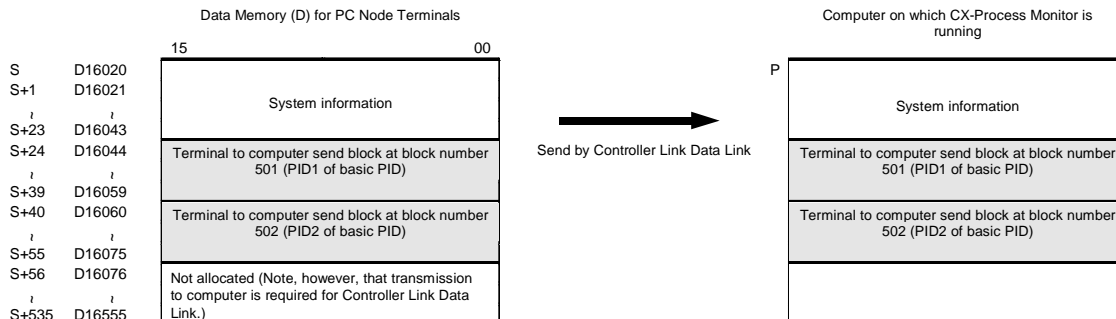 Data Memory (D) for PC Node Terminals
Computer on which CX-Process Monitor is
running
15 00
S D16020
P
S+1 D16021
System information
System information
≀ ≀
S+23 D16043
S+24 D16044
Terminal to computer send block at block number
501 (PID1 of basic PID)
Send by Controller Link Data Link
Terminal to computer send block at block number
501 (PID1 of basic PID)
≀ ≀
S+39 D16059
S+40 D16060
Terminal to computer send block at block number
502 (PID2 of basic PID)
Terminal to computer send block at block number
502 (PID2 of basic PID)
≀ ≀
S+55 D16075
S+56 D16076
Not allocated (Note, however, that transmission
to computer is required for Controller Link Data
Link.)
≀ ≀
S+535 D16555